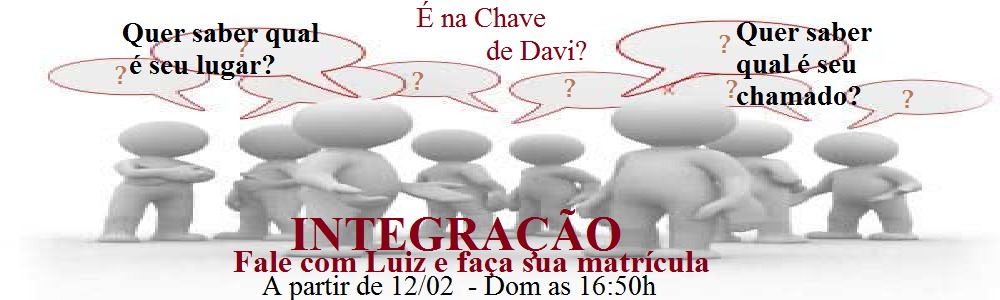 Quer saber qual
é seu lugar?
É na Chave
de Davi?
Quer saber
qual é seu
chamado?
? ? ? ? ? ? ?
INTEGRAÇÃO
Fale com Luiz e faça sua matrícula
A partir de 12/02 - Dom as 16:50h